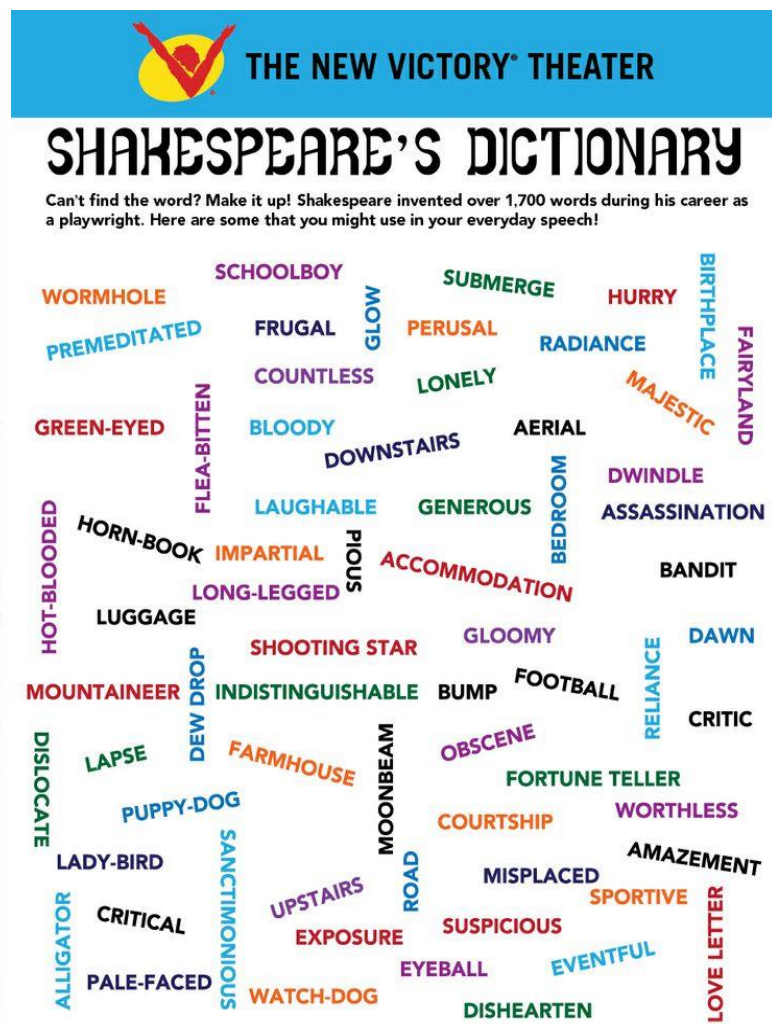 THE NEW VICTORY® THEATER
SHAKESPEARE'S DICTIONARY
Can't find the word? Make it up! Shakespeare invented over 1,700 words during his career as
a playwright. Here are some that you might use in your everyday speech!
SCHOOLBOY
SUBMERGE
BIRTHPLACE
WORMHOLE
GLOW
HURRY
PREMEDITATED
FRUGAL
PERUSAL
RADIANCE
FAIRYLAND
COUNTLESS
LONELY
MAJESTIC
GREEN-EYED
FLEA-BITTEN
BLOODY
DOWNSTAIRS
AERIAL
BEDROOM
DWINDLE
HOT-BLOODED
HORN-BOOK
LAUGHABLE
GENEROUS
ASSASSINATION
IMPARTIAL
PIOUS
ACCOMMODATION
BANDIT
LONG-LEGGED
LUGGAGE
SHOOTING STAR
GLOOMY
RELIANCE
DAWN
MOUNTAINEER
DEW DROP
INDISTINGUISHABLE
BUMP
FOOTBALL
CRITIC
DISLOCATE
LAPSE
FARMHOUSE
MOONBEAM
OBSCENE
FORTUNE TELLER
PUPPY-DOG
COURTSHIP
WORTHLESS
LADY-BIRD
SANCTIMONIOUS
ROAD
MISPLACED
AMAZEMENT
ALLIGATOR
CRITICAL
UPSTAIRS
SPORTIVE
LOVE LETTER
EXPOSURE
SUSPICIOUS
PALE-FACED
EYEBALL
EVENTFUL
WATCH-DOG
DISHEARTEN